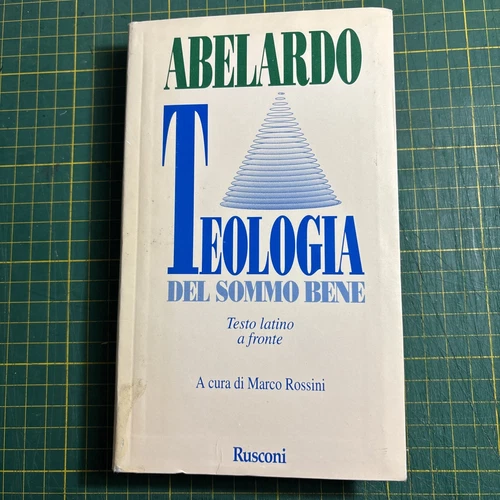 ABELARDO
TEOLOGIA
DEL SOMMO BENE
Testo latino
a fronte
A cura di Marco Rossini
Rusconi